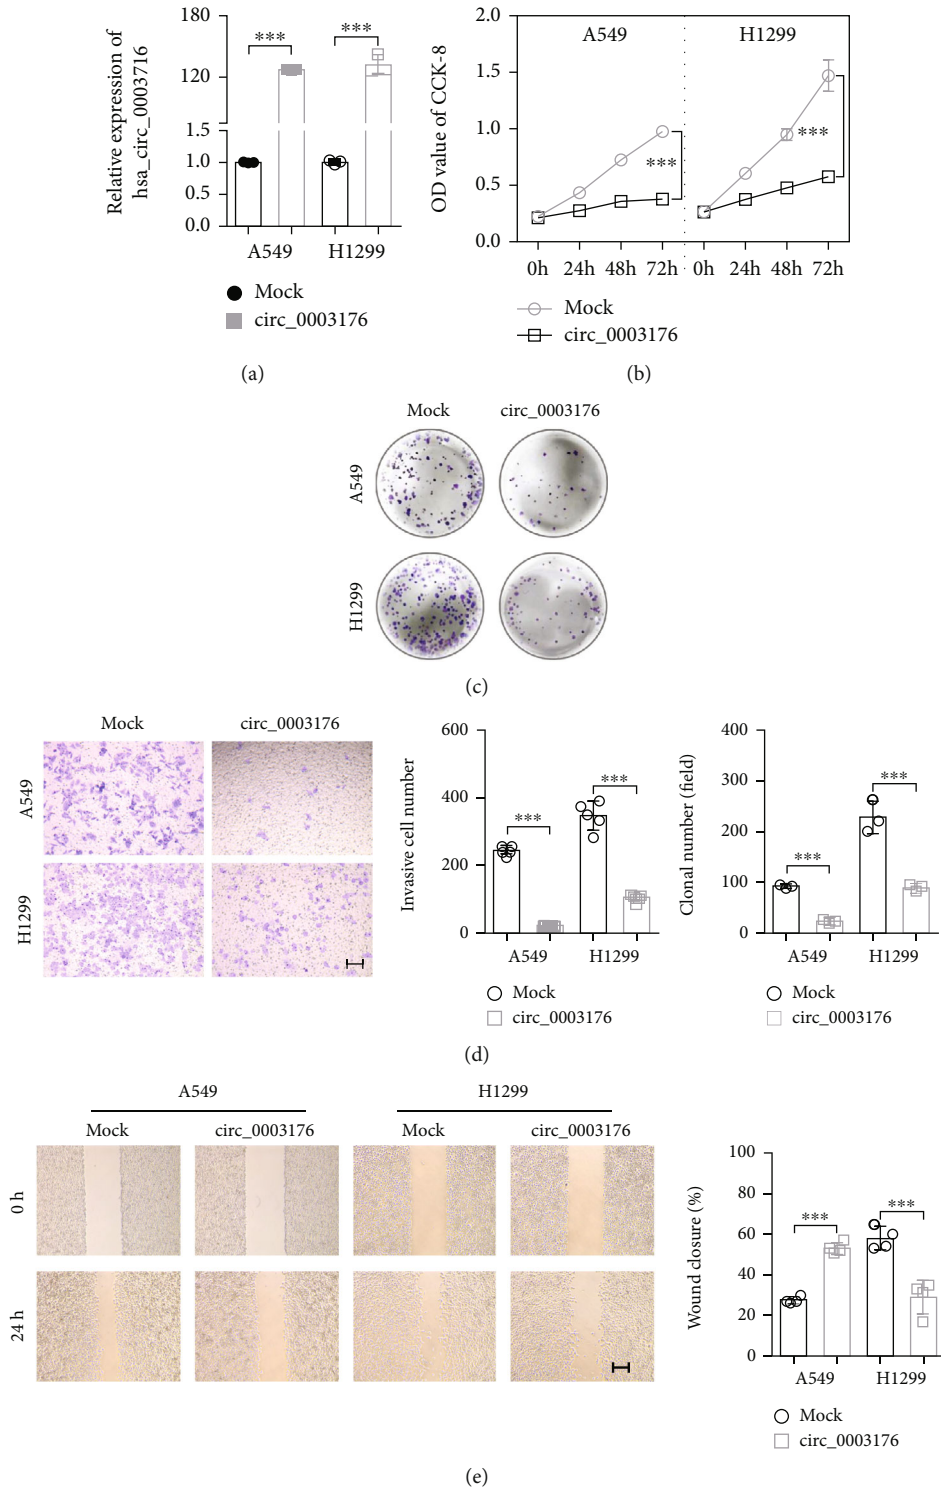 Relative expression of
hsa_circ_0003716
180
120
1.5
1.0
0.5
0.0
***
***
A549
H1299
Mock
circ_0003176
(a)
OD value of CCK-8
2.0
1.5
1.0
0.5
0.0
A549
H1299
***
***
0h 24h 48h 72h 0h 24h 48h 72h
Mock
circ_0003176
(b)
Mock circ_0003176
A549
H1299
(c)
Mock circ_0003176
A549
H1299
Invasive cell number
600
400
200
0
***
***
A549 H1299
Mock
circ_0003176
Clonal number (field)
400
300
200
100
0
***
***
A549 H1299
Mock
circ_0003176
(d)
A549 H1299
Mock circ_0003176 Mock circ_0003176
0 h
24 h
Wound closure (%)
100
80
60
40
20
0
***
***
A549 H1299
Mock
circ_0003176
(e)